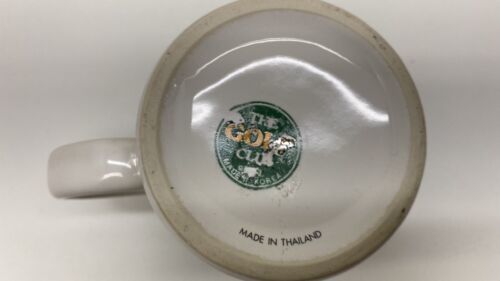 THE
GOLF
CLUB
MADE IN KOREA
MADE IN THAILAND